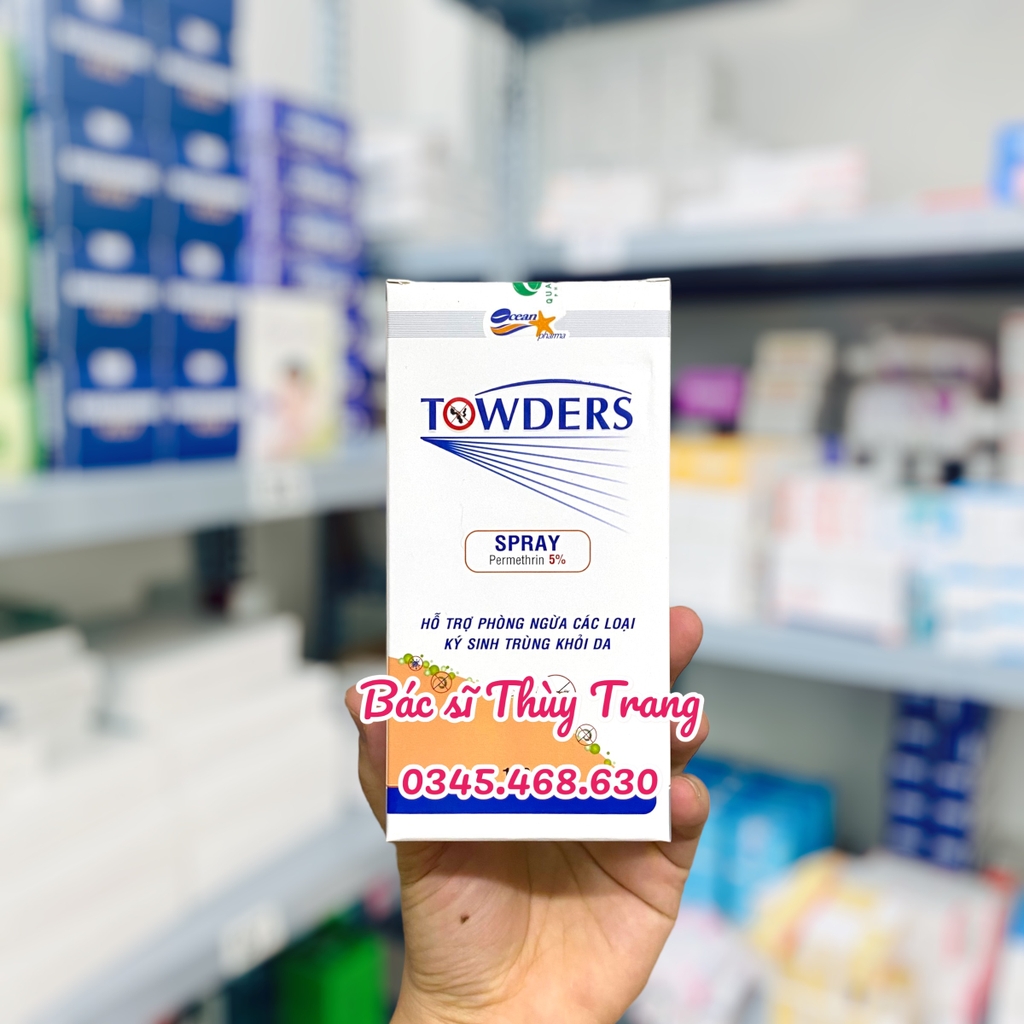 Ocean
pharma
TOWDERS
SPRAY
Permethrin 5%
HỖ TRỢ PHÒNG NGỪA CÁC LOẠI
KÝ SINH TRÙNG KHỎI DA
Bác sĩ Thùy Trang
0345.468.630